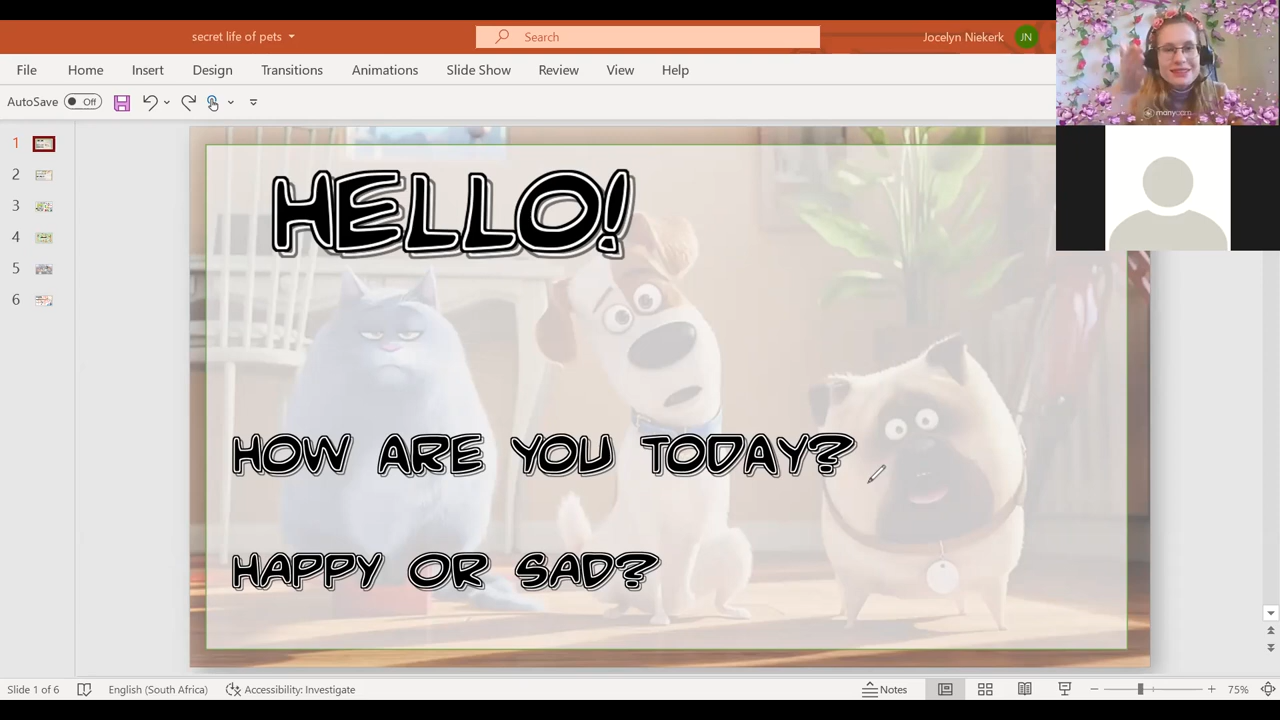 secret life of pets
Search
Jocelyn Niekerk
JN
File Home Insert Design Transitions Animations Slide Show Review View Help
AutoSave Off
manycam
1
2
3
4
5
6
HELLO!
HOW ARE YOU TODAY?
HAPPY OR SAD?
Slide 1 of 6 English (South Africa) Accessibility: Investigate Notes 75%